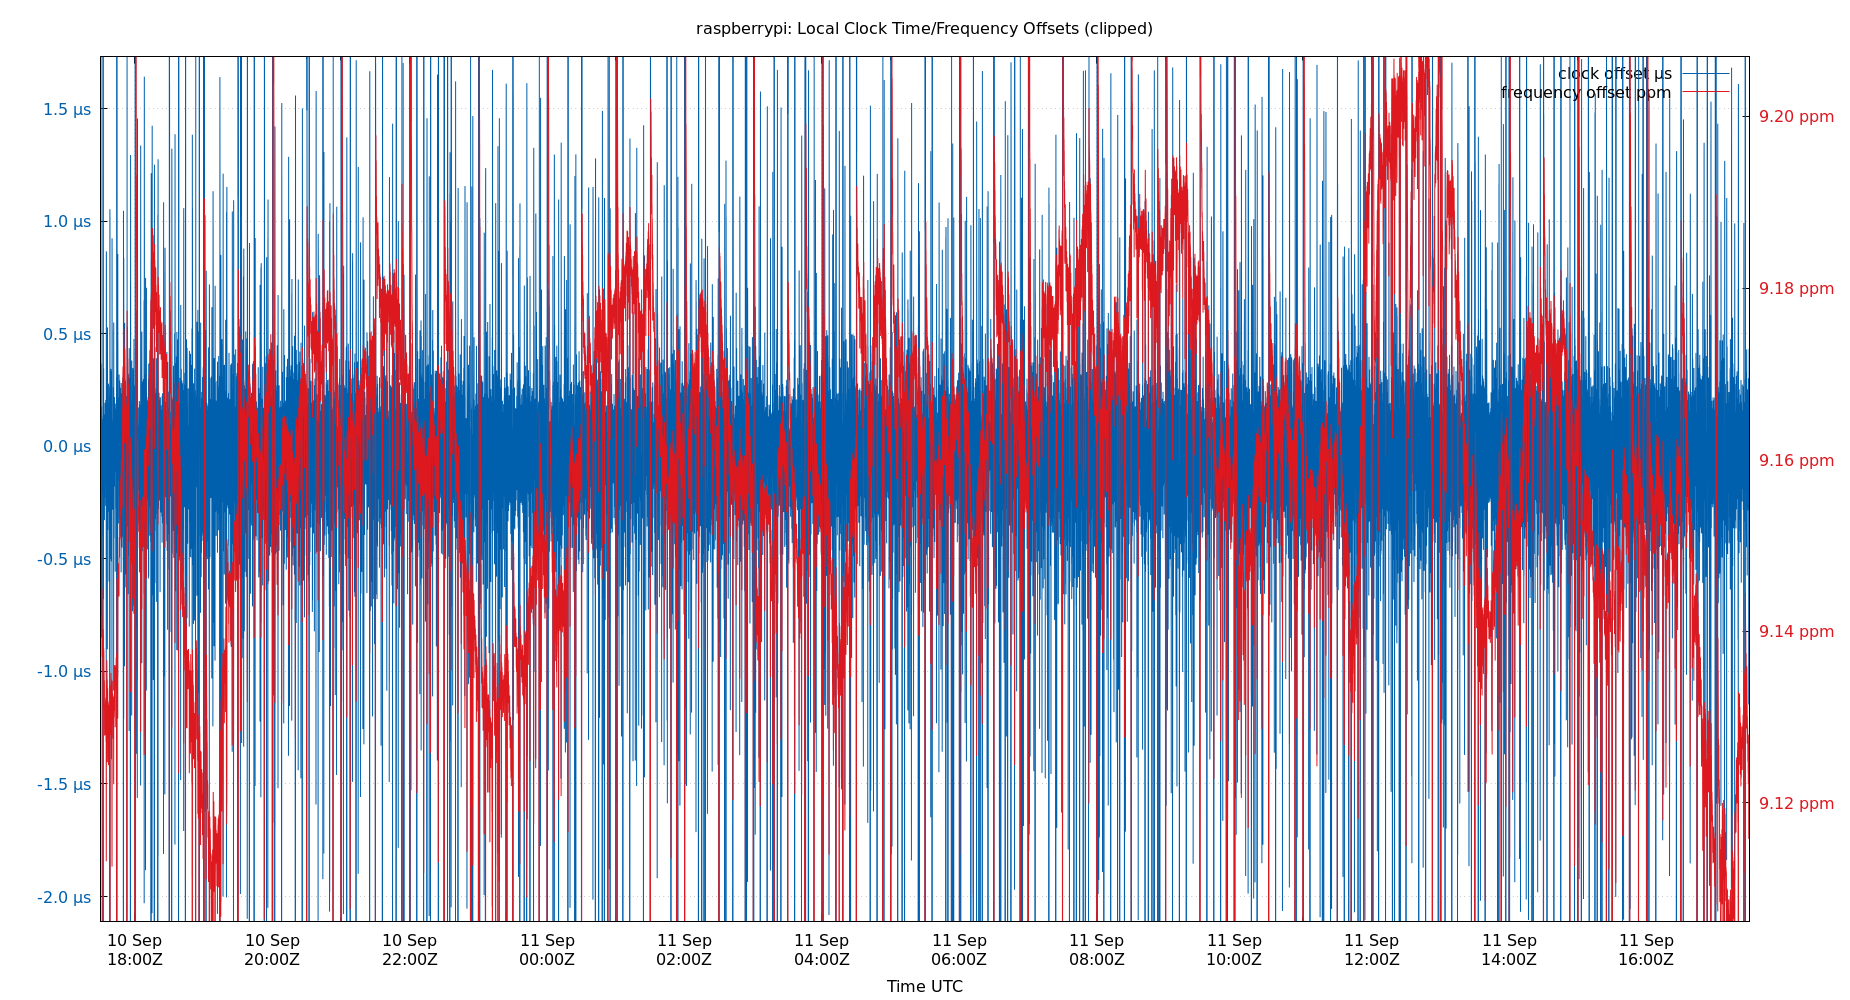 raspberrypi: Local Clock Time/Frequency Offsets (clipped)
clock offset µs
frequency offset ppm
1.5 µs
1.0 µs
0.5 µs
0.0 µs
-0.5 µs
-1.0 µs
-1.5 µs
-2.0 µs
9.20 ppm
9.18 ppm
9.16 ppm
9.14 ppm
9.12 ppm
10 Sep 10 Sep 10 Sep 11 Sep 11 Sep 11 Sep 11 Sep 11 Sep 11 Sep 11 Sep 11 Sep 11 Sep
18:00Z 20:00Z 22:00Z 00:00Z 02:00Z 04:00Z 06:00Z 08:00Z 10:00Z 12:00Z 14:00Z 16:00Z
Time UTC